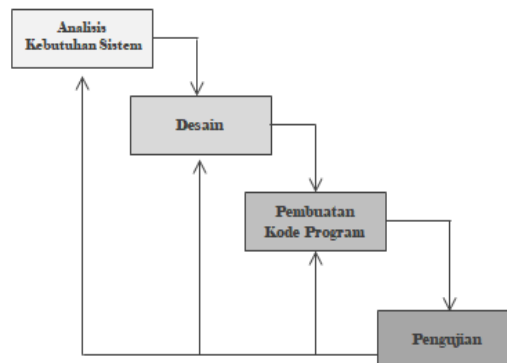 Analisis
Kebutuhan Sistem
Desain
Pembuatan
Kode Program
Pengujian